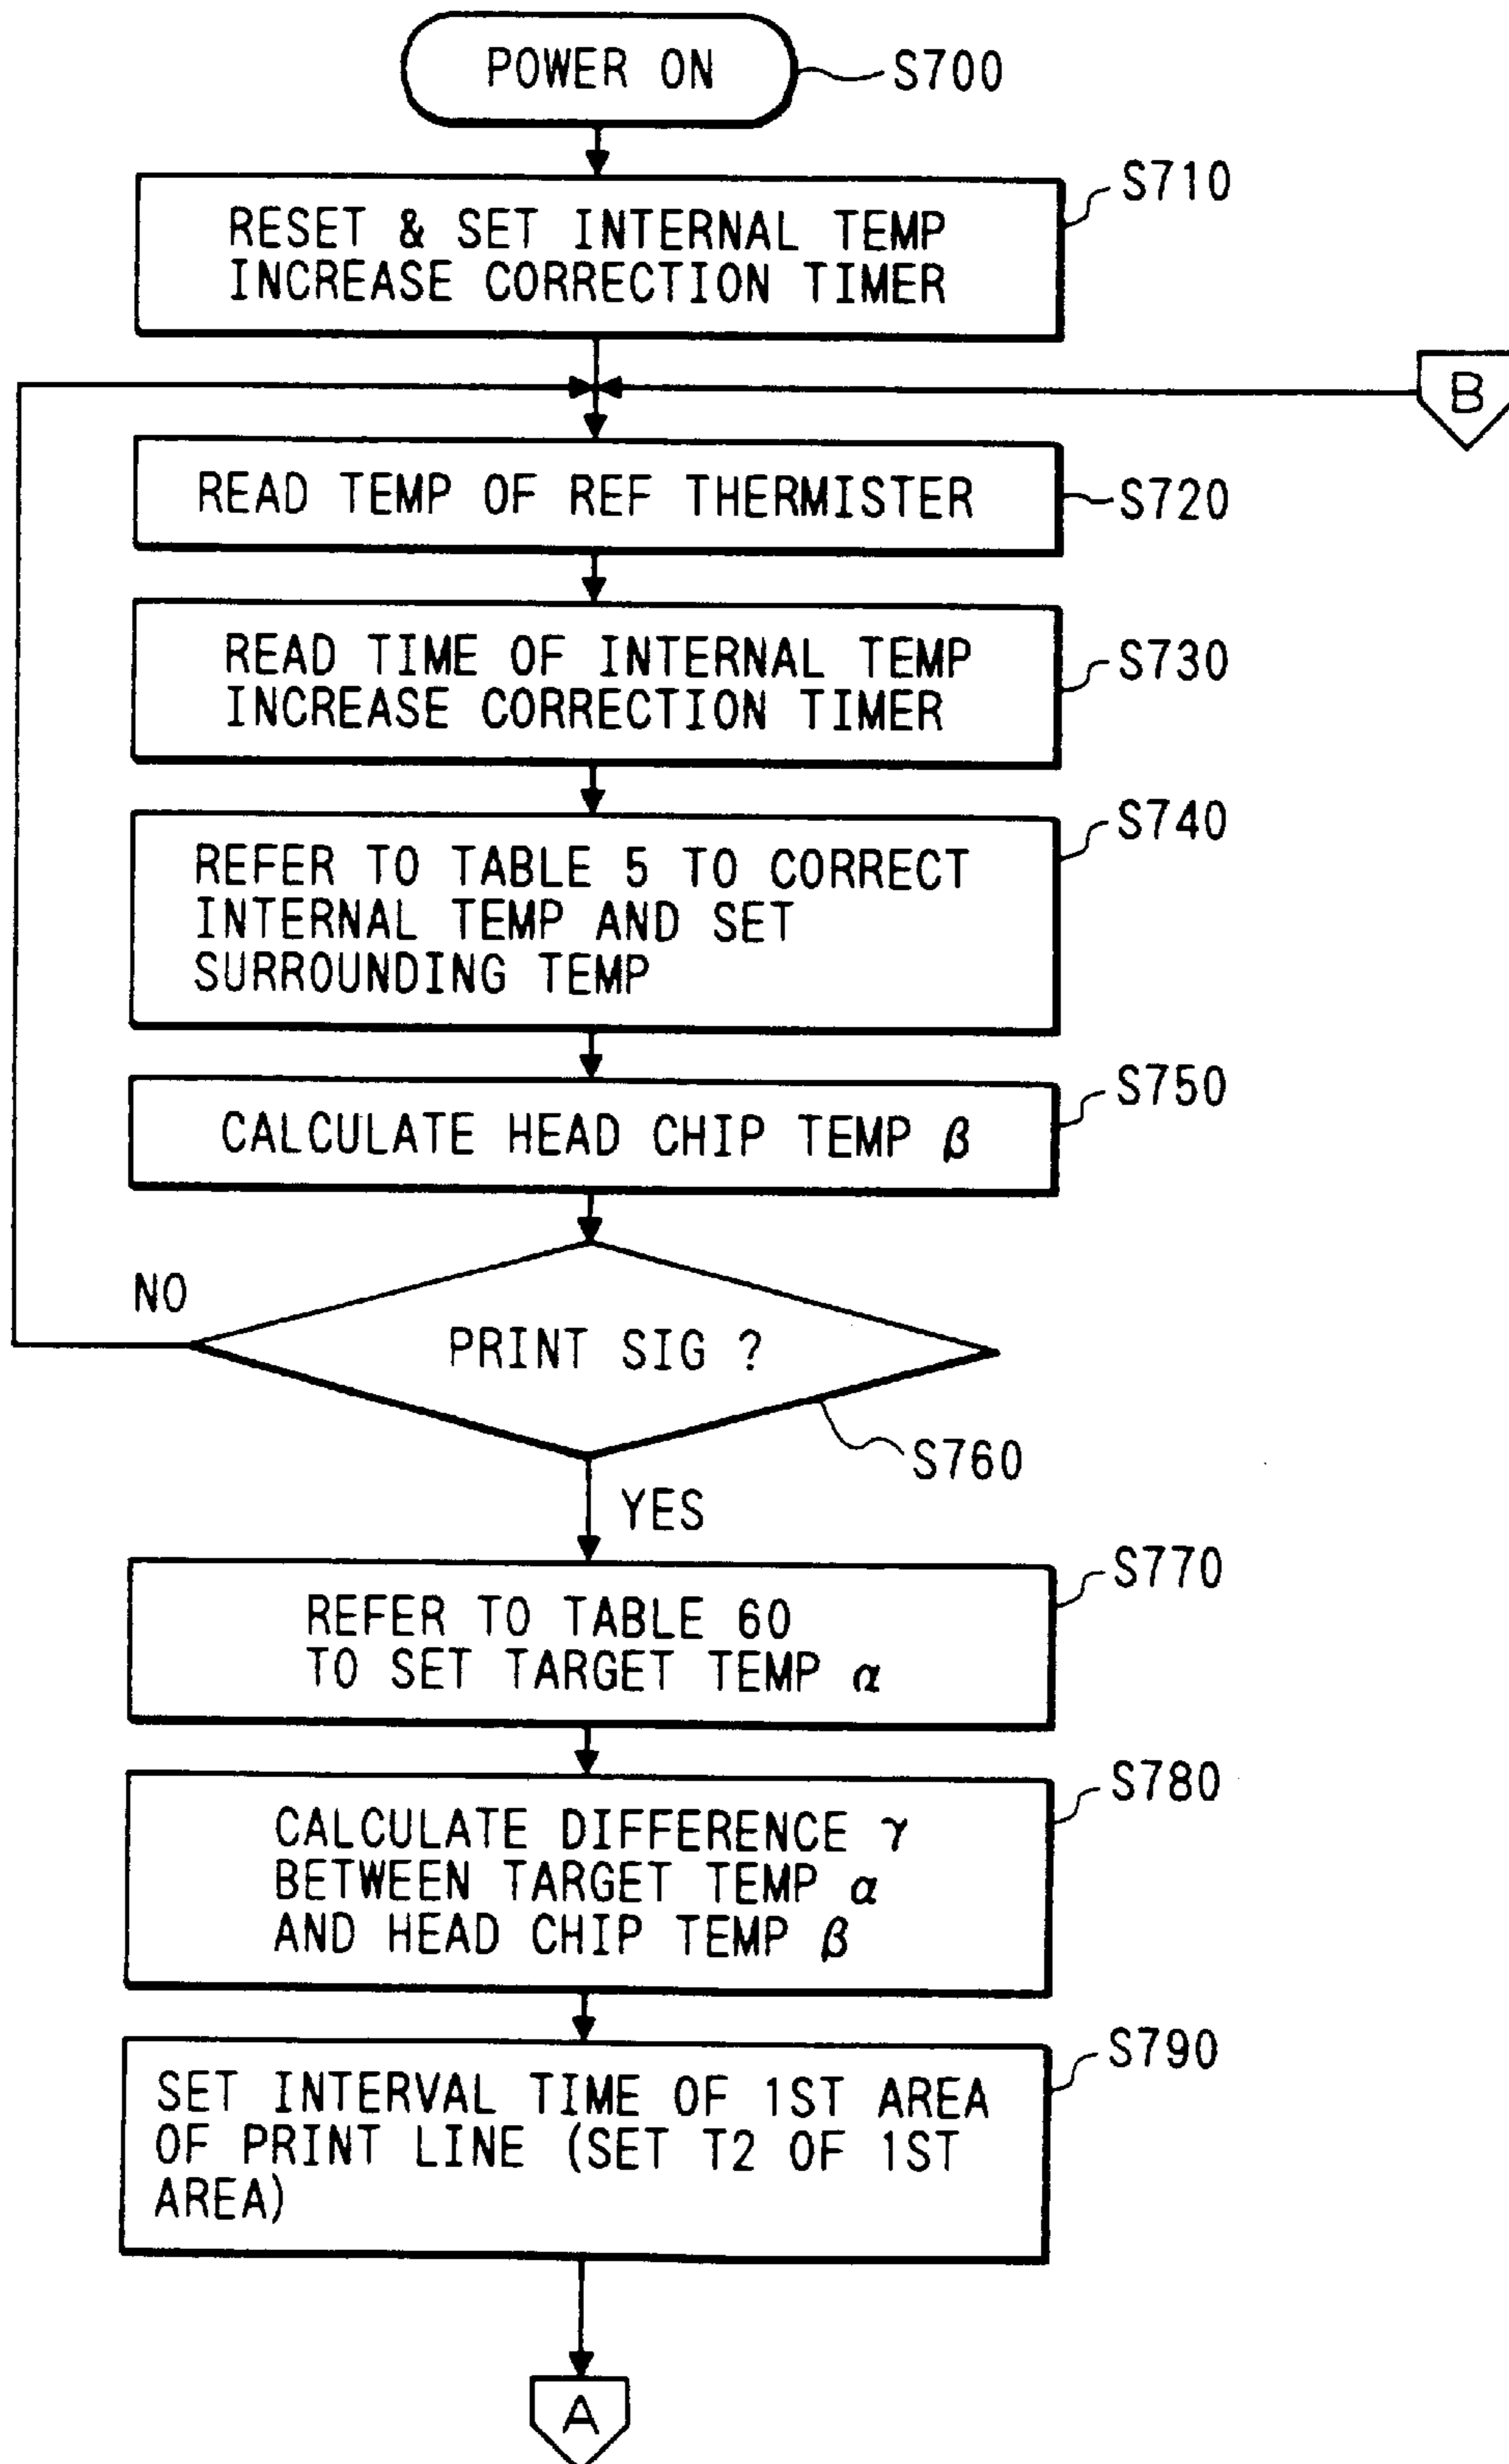 POWER ON
S700
S710
RESET & SET INTERNAL TEMP
INCREASE CORRECTION TIMER
B
READ TEMP OF REF THERMISTER
S720
READ TIME OF INTERNAL TEMP
INCREASE CORRECTION TIMER
S730
S740
REFER TO TABLE 5 TO CORRECT
INTERNAL TEMP AND SET
SURROUNDING TEMP
S750
CALCULATE HEAD CHIP TEMP β
NO
PRINT SIG ?
S760
YES
S770
REFER TO TABLE 60
TO SET TARGET TEMP α
S780
CALCULATE DIFFERENCE γ
BETWEEN TARGET TEMP α
AND HEAD CHIP TEMP β
S790
SET INTERVAL TIME OF 1ST AREA
OF PRINT LINE (SET T2 OF 1ST
AREA)
A